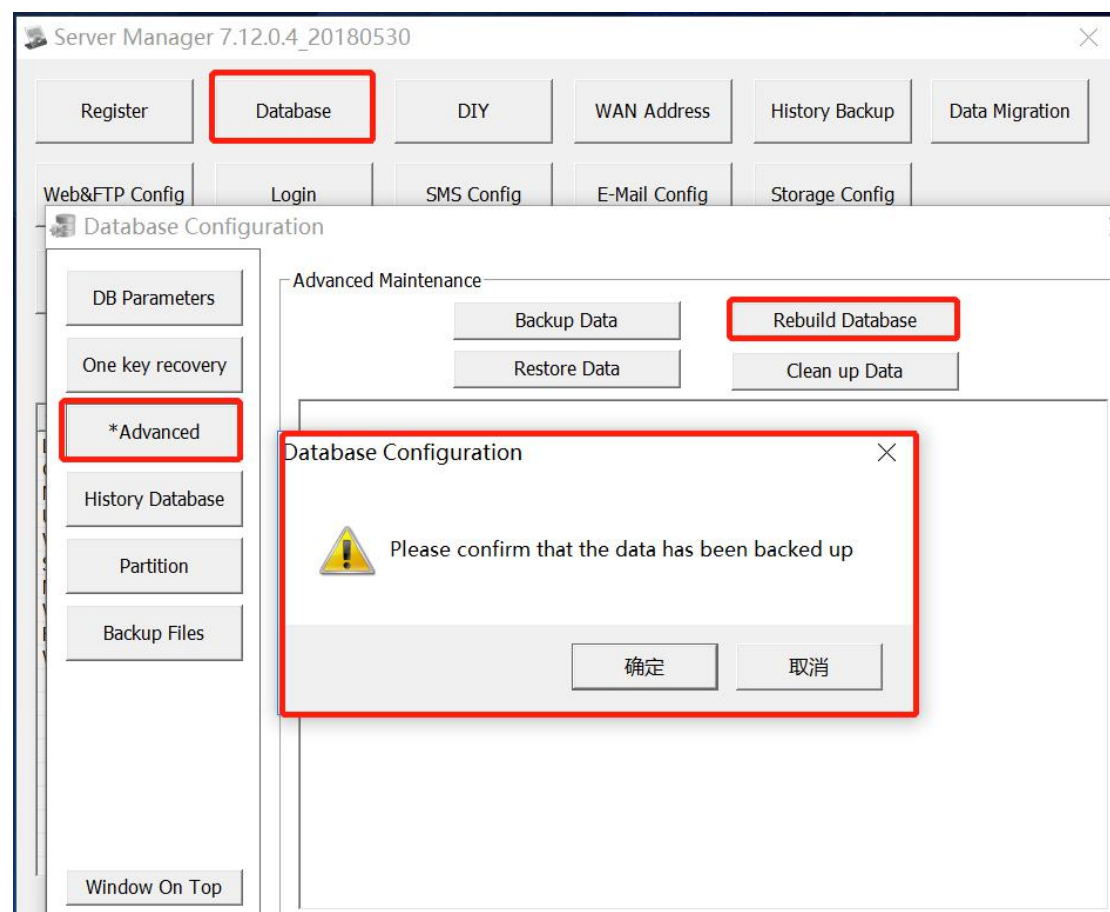 Server Manager 7.12.0.4_20180530
Register Database DIY WAN Address History Backup Data Migration
Web&FTP Config Login SMS Config E-Mail Config Storage Config
Database Configuration
DB Parameters
One key recovery
*Advanced
History Database
Partition
Backup Files
Window On Top
Advanced Maintenance
Backup Data Rebuild Database
Restore Data Clean up Data
Database Configuration
Please confirm that the data has been backed up
确定 取消